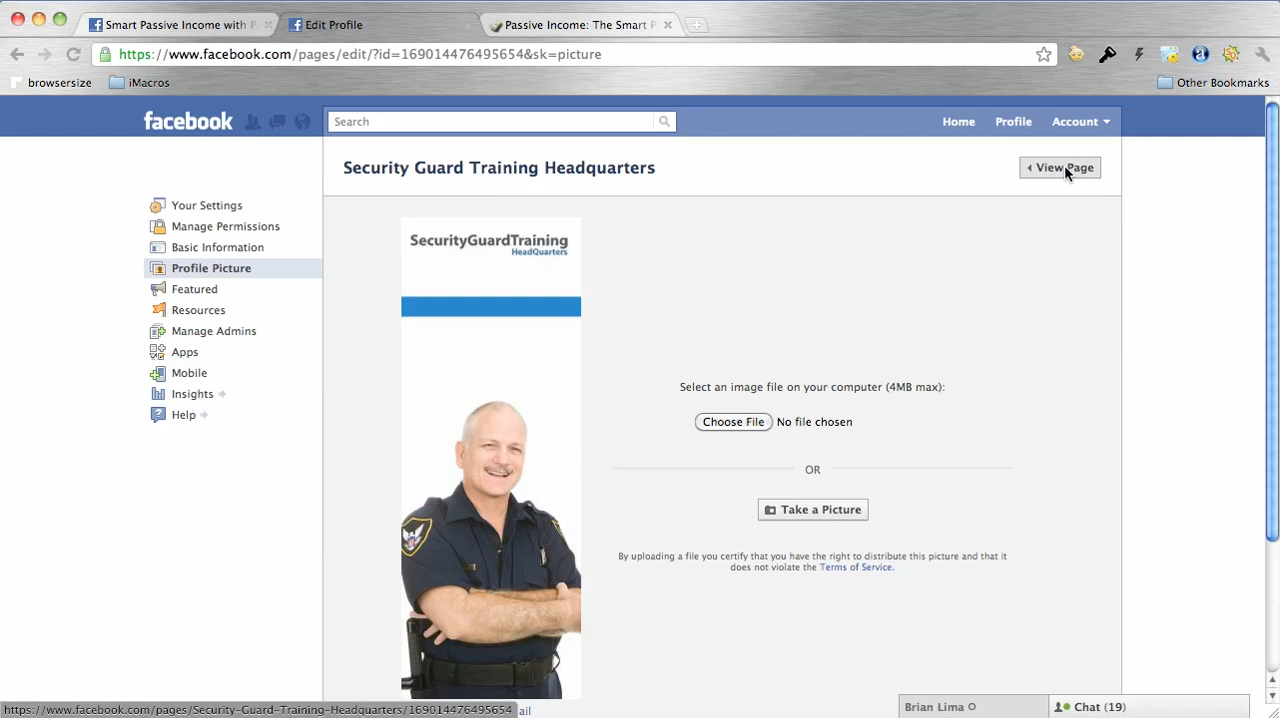 Smart Passive Income with P
Edit Profile
Passive Income: The Smart P
https://www.facebook.com/pages/edit/?id=169014476495654&sk=picture
browsersize
iMacros
Other Bookmarks
facebook
Search
Home
Profile
Account
Security Guard Training Headquarters
View Page
Your Settings
Manage Permissions
Basic Information
Profile Picture
Featured
Resources
Manage Admins
Apps
Mobile
Insights
Help
SecurityGuardTraining
HeadQuarters
Select an image file on your computer (4MB max):
Choose File No file chosen
OR
Take a Picture
By uploading a file you certify that you have the right to distribute this picture and that it
does not violate the Terms of Service.
https://www.facebook.com/pages/Security-Guard-Training-Headquarters/169014476495654
ail
Brian Lima
Chat (19)